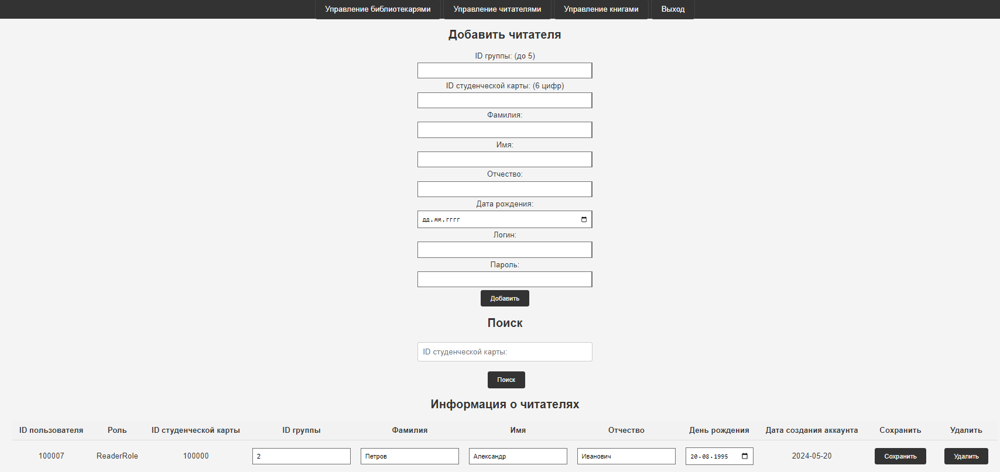 Управление библиотекарями Управление читателями Управление книгами Выход
Добавить читателя
ID группы: (до 5)
ID студенческой карты: (6 цифр)
Фамилия:
Имя:
Отчество:
Дата рождения:
дд.мм.гггг
Логин:
Пароль:
Добавить
Поиск
ID студенческой карты:
Поиск
Информация о читателях
ID пользователя Роль ID студенческой карты ID группы Фамилия Имя Отчество День рождения Дата создания аккаунта Сохранить Удалить
100007 ReaderRole 100000 2 Петров Александр Иванович 20.08.1995 2024-05-20 Сохранить Удалить